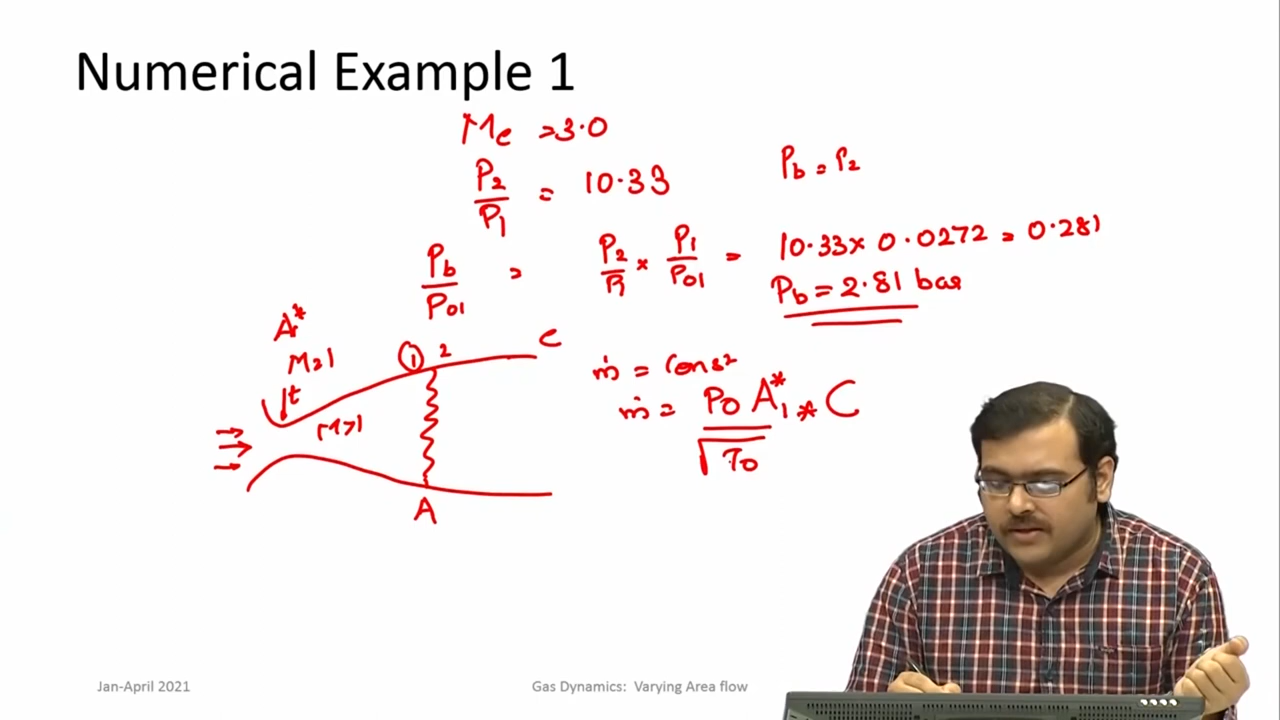 Numerical Example 1
Me = 3.0
P2/P1 = 10.33
Pb = P2
Pb/P01 = P2/P1 × P1/P01 = 10.33 × 0.0272 = 0.281
Pb = 2.81 bar
A*
M=1
t
M>1
① 2
e
A
ṁ = Const
ṁ = P0 A1* * C / √T0
Jan-April 2021
Gas Dynamics: Varying Area flow